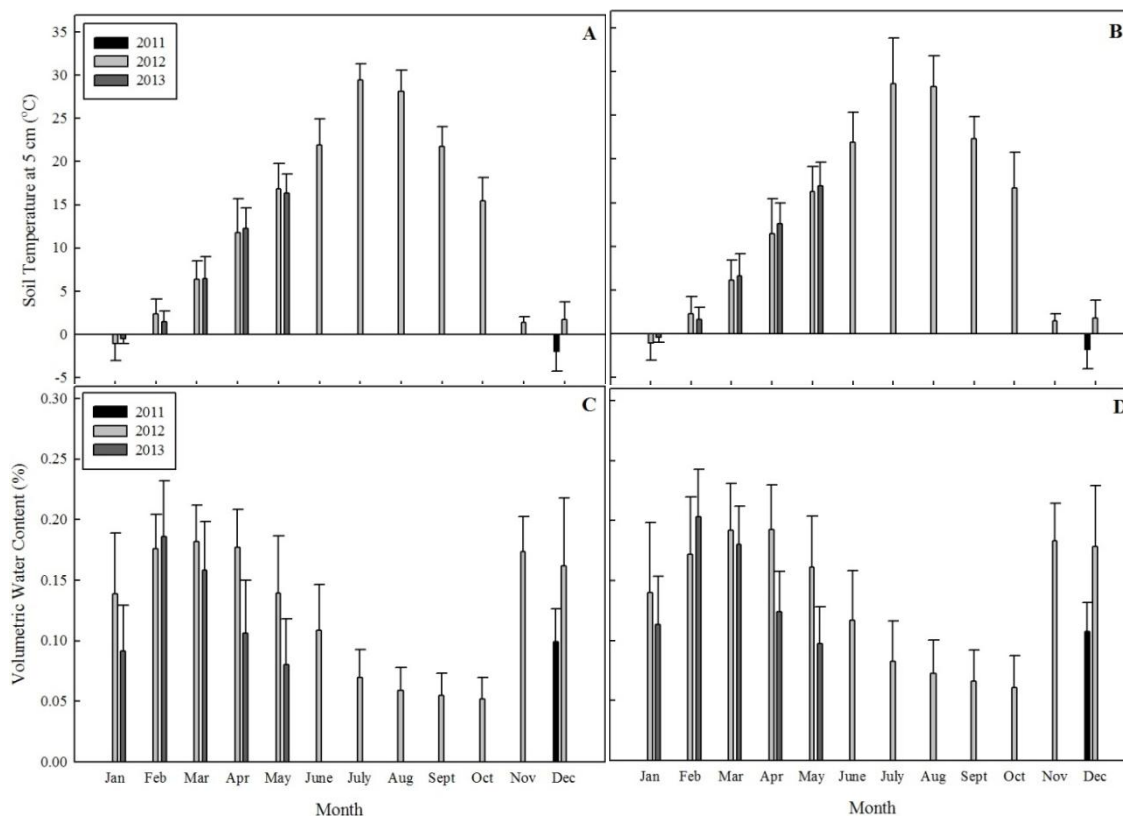 A
B
2011
2012
2013
Soil Temperature at 5 cm (°C)
35
30
25
20
15
10
5
0
-5
C
D
2011
2012
2013
Volumetric Water Content (%)
0.30
0.25
0.20
0.15
0.10
0.05
0.00
Jan Feb Mar Apr May June July Aug Sept Oct Nov Dec
Jan Feb Mar Apr May June July Aug Sept Oct Nov Dec
Month
Month